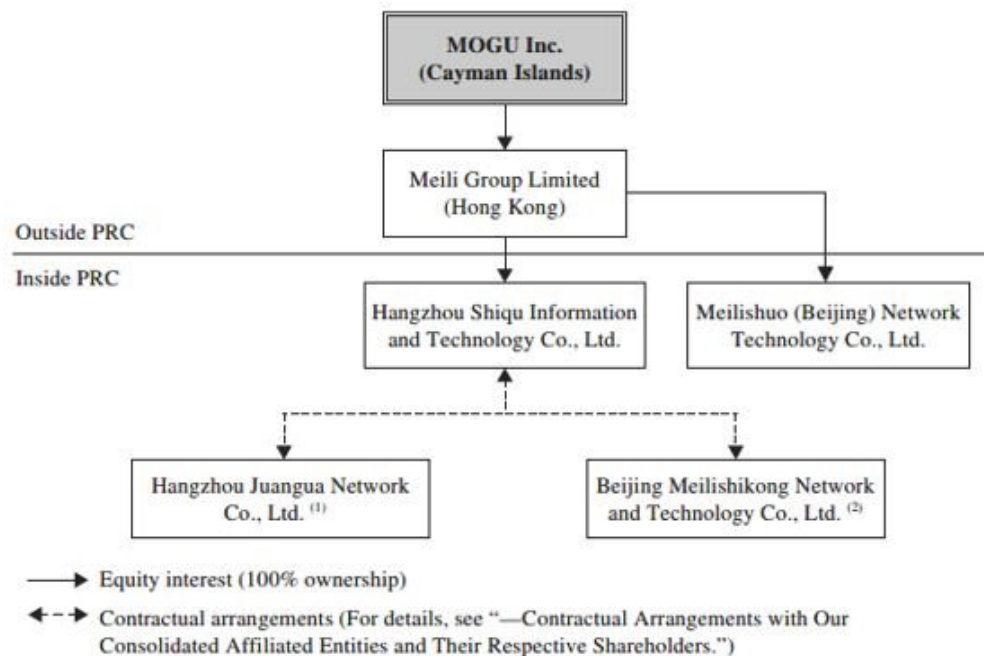 MOGU Inc.
(Cayman Islands)
Meili Group Limited
(Hong Kong)
Outside PRC
Inside PRC
Hangzhou Shiqu Information
and Technology Co., Ltd.
Meilishuo (Beijing) Network
Technology Co., Ltd.
Hangzhou Juangua Network
Co., Ltd. (1)
Beijing Meilishikong Network
and Technology Co., Ltd. (2)
Equity interest (100% ownership)
Contractual arrangements (For details, see “—Contractual Arrangements with Our
Consolidated Affiliated Entities and Their Respective Shareholders.”)